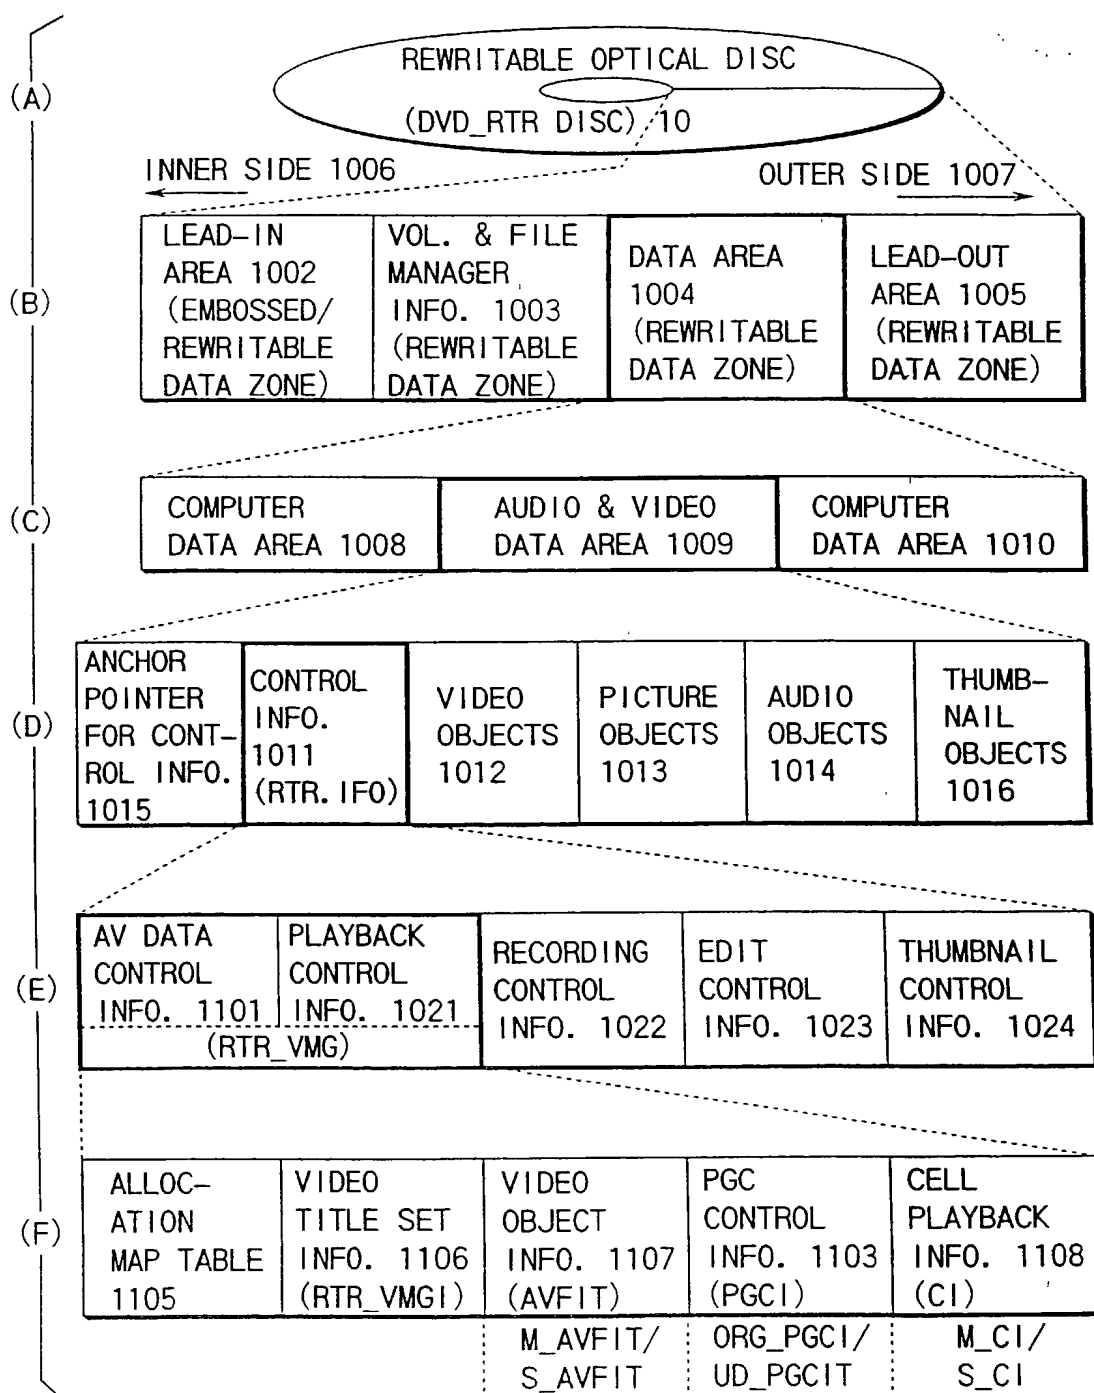 (A)
REWRITABLE OPTICAL DISC
(DVD_RTR DISC) 10
INNER SIDE 1006
OUTER SIDE 1007
(B)
LEAD-IN
AREA 1002
(EMBOSSED/
REWRITABLE
DATA ZONE)
VOL. & FILE
MANAGER
INFO. 1003
(REWRITABLE
DATA ZONE)
DATA AREA
1004
(REWRITABLE
DATA ZONE)
LEAD-OUT
AREA 1005
(REWRITABLE
DATA ZONE)
(C)
COMPUTER
DATA AREA 1008
AUDIO & VIDEO
DATA AREA 1009
COMPUTER
DATA AREA 1010
(D)
ANCHOR
POINTER
FOR CONT-
ROL INFO.
1015
CONTROL
INFO.
1011
(RTR.IFO)
VIDEO
OBJECTS
1012
PICTURE
OBJECTS
1013
AUDIO
OBJECTS
1014
THUMB-
NAIL
OBJECTS
1016
(E)
AV DATA
CONTROL
INFO. 1101
PLAYBACK
CONTROL
INFO. 1021
(RTR_VMG)
RECORDING
CONTROL
INFO. 1022
EDIT
CONTROL
INFO. 1023
THUMBNAIL
CONTROL
INFO. 1024
(F)
ALLOC-
ATION
MAP TABLE
1105
VIDEO
TITLE SET
INFO. 1106
(RTR_VMGI)
VIDEO
OBJECT
INFO. 1107
(AVFIT)
PGC
CONTROL
INFO. 1103
(PGCI)
CELL
PLAYBACK
INFO. 1108
(CI)
M_AVFIT/
S_AVFIT
ORG_PGCI/
UD_PGCIT
M_CI/
S_CI